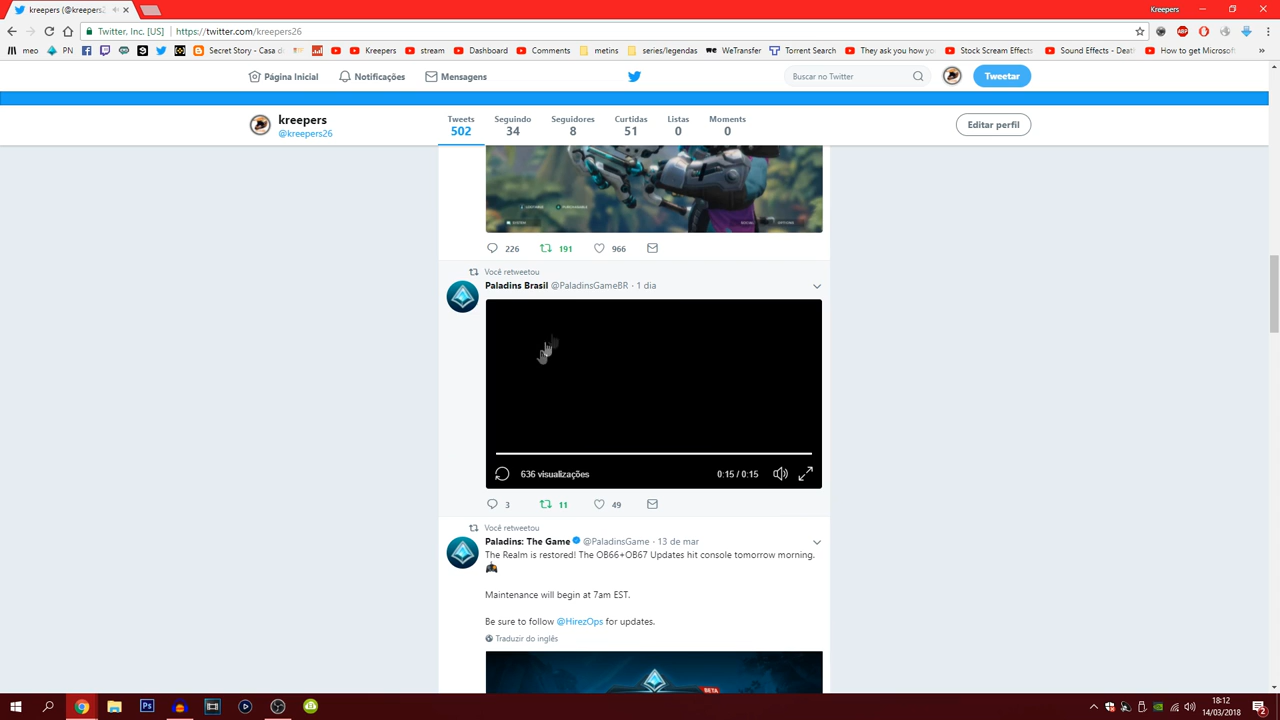 kreepers (@kreepers2
Kreepers
Twitter, Inc. [US]
https://twitter.com/kreepers26
meo
PN
Secret Story - Casa d
Kreepers
stream
Dashboard
Comments
metins
series/legendas
WeTransfer
Torrent Search
They ask you how yo
Stock Scream Effects
Sound Effects - Deat
How to get Microsof
Página Inicial
Notificações
Mensagens
Buscar no Twitter
Tweetar
kreepers
@kreepers26
Tweets
502
Seguindo
34
Seguidores
8
Curtidas
51
Listas
0
Moments
0
Editar perfil
226
191
966
Você retweetou
Paladins Brasil @PaladinsGameBR · 1 dia
636 visualizações
0:15 / 0:15
3
11
49
Você retweetou
Paladins: The Game @PaladinsGame · 13 de mar
The Realm is restored! The OB66+OB67 Updates hit console tomorrow morning.
Maintenance will begin at 7am EST.
Be sure to follow @HirezOps for updates.
Traduzir do inglês
BETA
Ps
18:12
14/03/2018
2